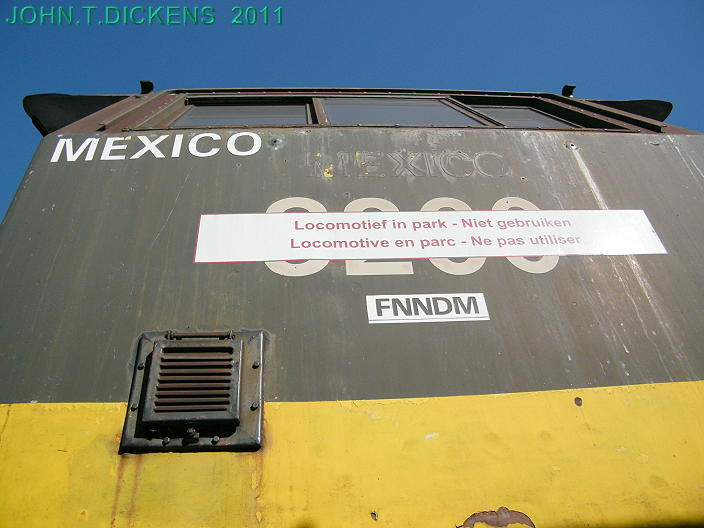 JOHN.T.DICKENS 2011
MEXICO
MEXICO
Locomotief in park - Niet gebruiken
Locomotive en parc - Ne pas utiliser
FNNDM